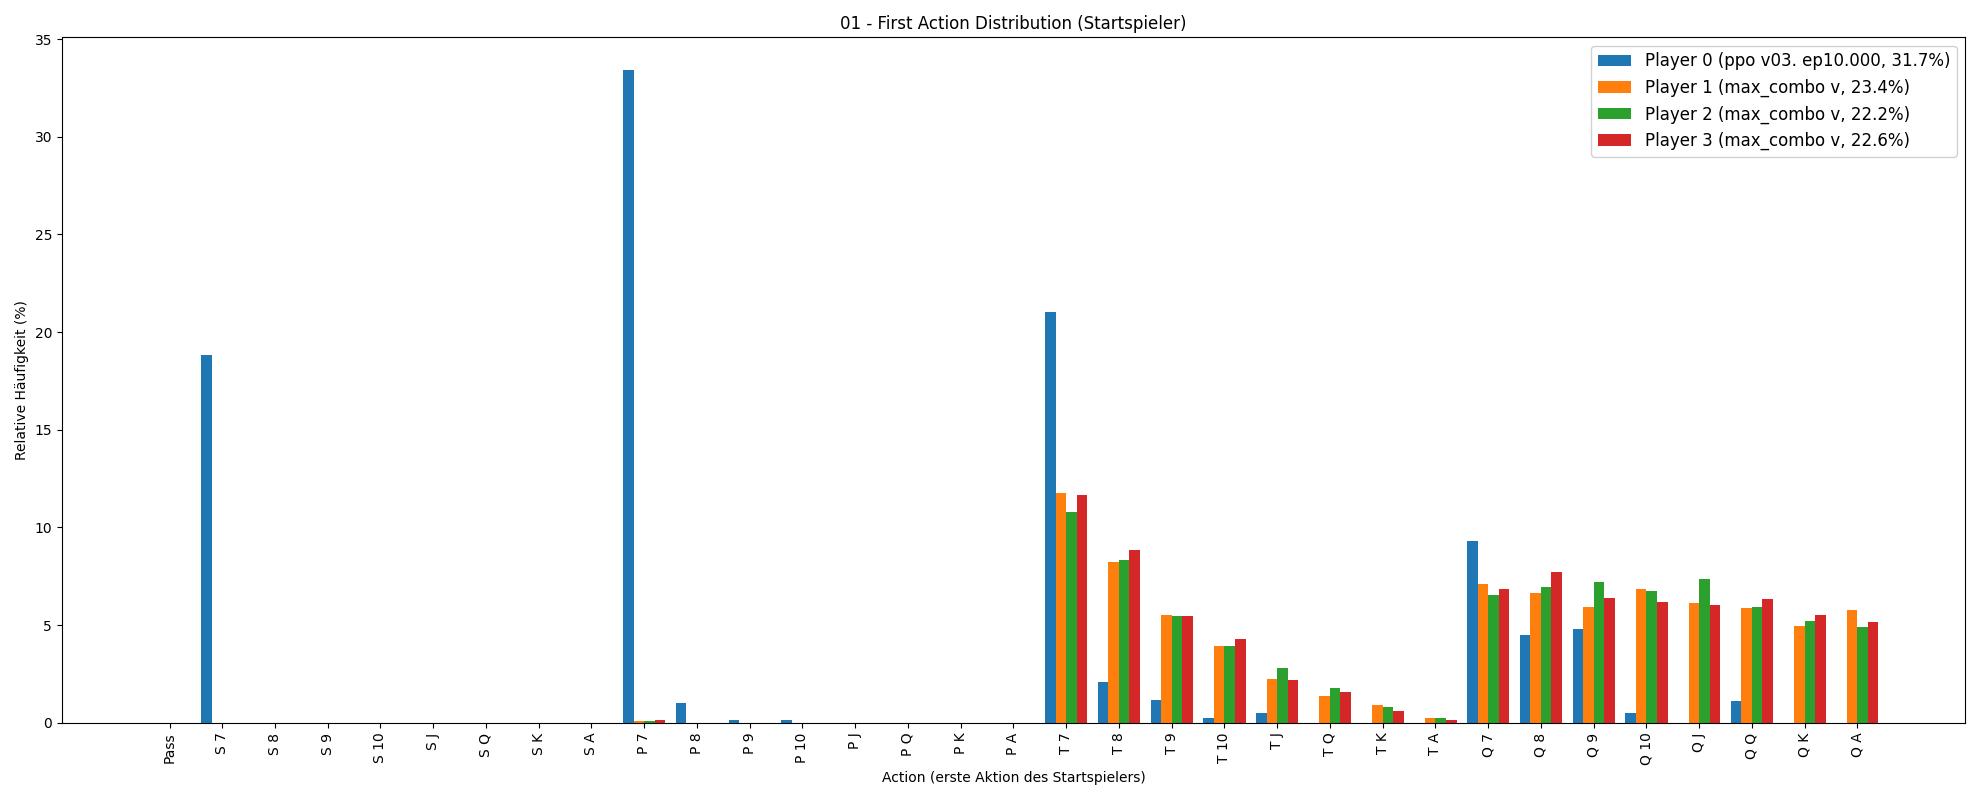 01 - First Action Distribution (Startspieler)
Player 0 (ppo v03. ep10.000, 31.7%)
Player 1 (max_combo v, 23.4%)
Player 2 (max_combo v, 22.2%)
Player 3 (max_combo v, 22.6%)
Relative Häufigkeit (%)
35
30
25
20
15
10
5
0
Pass
S 7
S 8
S 9
S 10
S J
S Q
S K
S A
P 7
P 8
P 9
P 10
P J
P Q
P K
P A
T 7
T 8
T 9
T 10
T J
T Q
T K
T A
Q 7
Q 8
Q 9
Q 10
Q J
Q Q
Q K
Q A
Action (erste Aktion des Startspielers)